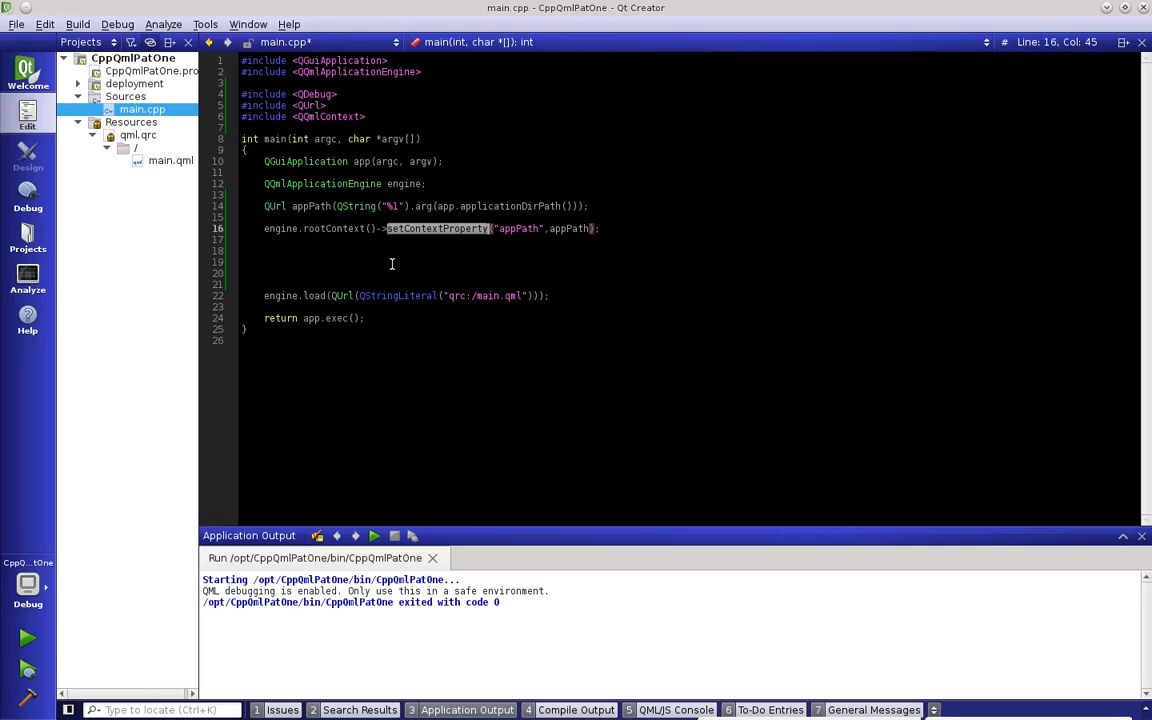 main.cpp - CppQmlPatOne - Qt Creator
File Edit Build Debug Analyze Tools Window Help
Projects main.cpp* main(int, char *[]): int # Line: 16, Col: 45
Welcome
Edit
Design
Debug
Projects
Analyze
Help
CppQ...tOne
Debug
CppQmlPatOne
CppQmlPatOne.pro
deployment
Sources
main.cpp
Resources
qml.qrc
/
main.qml
1 #include <QGuiApplication>
2 #include <QQmlApplicationEngine>
3
4 #include <QDebug>
5 #include <QUrl>
6 #include <QQmlContext>
7
8 int main(int argc, char *argv[])
9 {
10 QGuiApplication app(argc, argv);
11
12 QQmlApplicationEngine engine;
13
14 QUrl appPath(QString("%1").arg(app.applicationDirPath()));
15
16 engine.rootContext()->setContextProperty("appPath",appPath);
17
18
19
20
21
22 engine.load(QUrl(QStringLiteral("qrc:/main.qml")));
23
24 return app.exec();
25 }
26
Application Output
Run /opt/CppQmlPatOne/bin/CppQmlPatOne
Starting /opt/CppQmlPatOne/bin/CppQmlPatOne...
QML debugging is enabled. Only use this in a safe environment.
/opt/CppQmlPatOne/bin/CppQmlPatOne exited with code 0
Type to locate (Ctrl+K) 1 Issues 2 Search Results 3 Application Output 4 Compile Output 5 QML/JS Console 6 To-Do Entries 7 General Messages